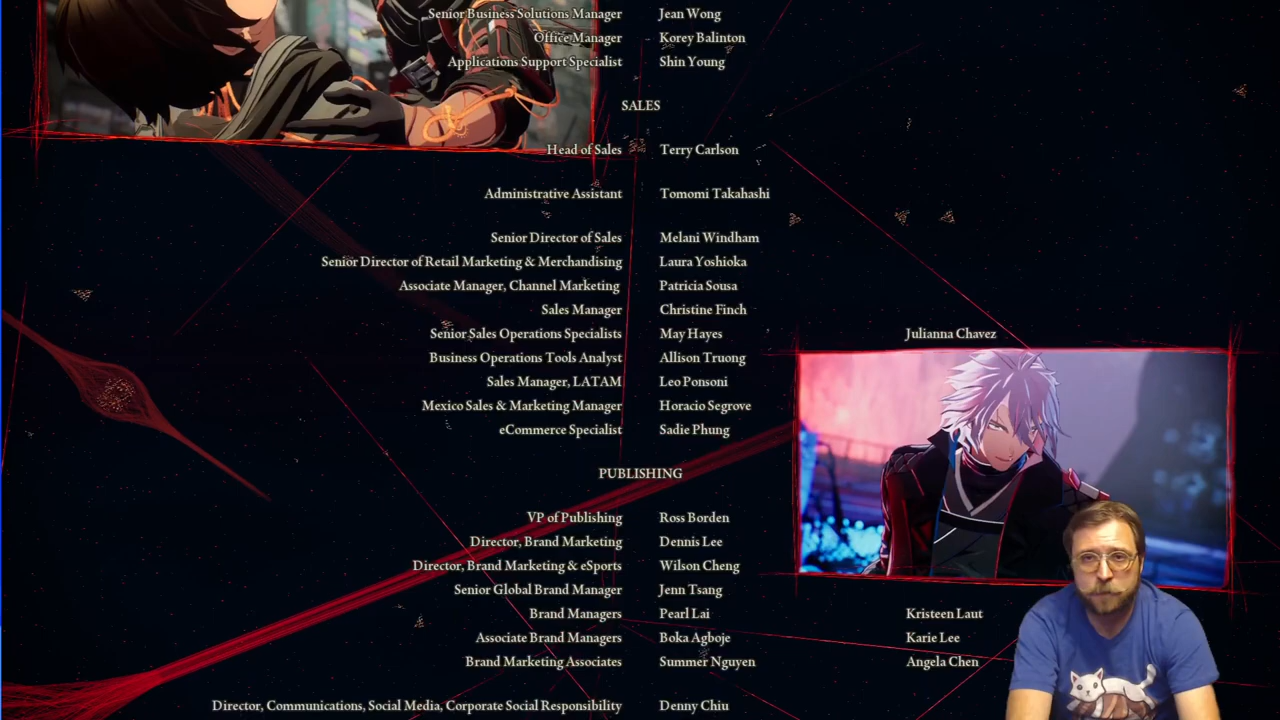 Senior Business Solutions Manager Jean Wong
Office Manager Korey Balinton
Applications Support Specialist Shin Young
SALES
Head of Sales Terry Carlson
Administrative Assistant Tomomi Takahashi
Senior Director of Sales Melani Windham
Senior Director of Retail Marketing & Merchandising Laura Yoshioka
Associate Manager, Channel Marketing Patricia Sousa
Sales Manager Christine Finch
Senior Sales Operations Specialists May Hayes Julianna Chavez
Business Operations Tools Analyst Allison Truong
Sales Manager, LATAM Leo Ponsoni
Mexico Sales & Marketing Manager Horacio Segrove
eCommerce Specialist Sadie Phung
PUBLISHING
VP of Publishing Ross Borden
Director, Brand Marketing Dennis Lee
Director, Brand Marketing & eSports Wilson Cheng
Senior Global Brand Manager Jenn Tsang
Brand Managers Pearl Lai Kristeen Laut
Associate Brand Managers Boka Agboje Karie Lee
Brand Marketing Associates Summer Nguyen Angela Chen
Director, Communications, Social Media, Corporate Social Responsibility Denny Chiu